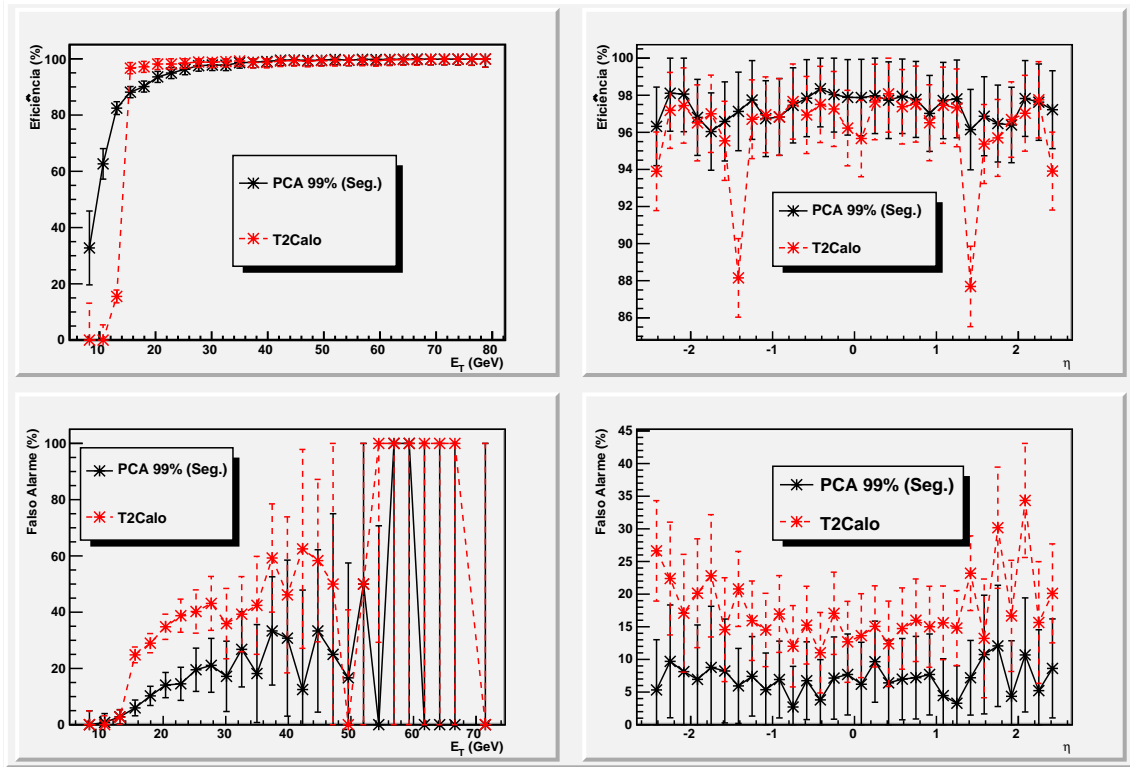 Eficiência (%)
100
80
60
40
20
0
PCA 99% (Seg.)
T2Calo
10 20 30 40 50 60 70 80
E_T (GeV)
Eficiência (%)
100
98
96
94
92
90
88
86
PCA 99% (Seg.)
T2Calo
-2 -1 0 1 2
η
Falso Alarme (%)
100
80
60
40
20
0
PCA 99% (Seg.)
T2Calo
10 20 30 40 50 60 70
E_T (GeV)
Falso Alarme (%)
45
40
35
30
25
20
15
10
5
0
PCA 99% (Seg.)
T2Calo
-2 -1 0 1 2
η